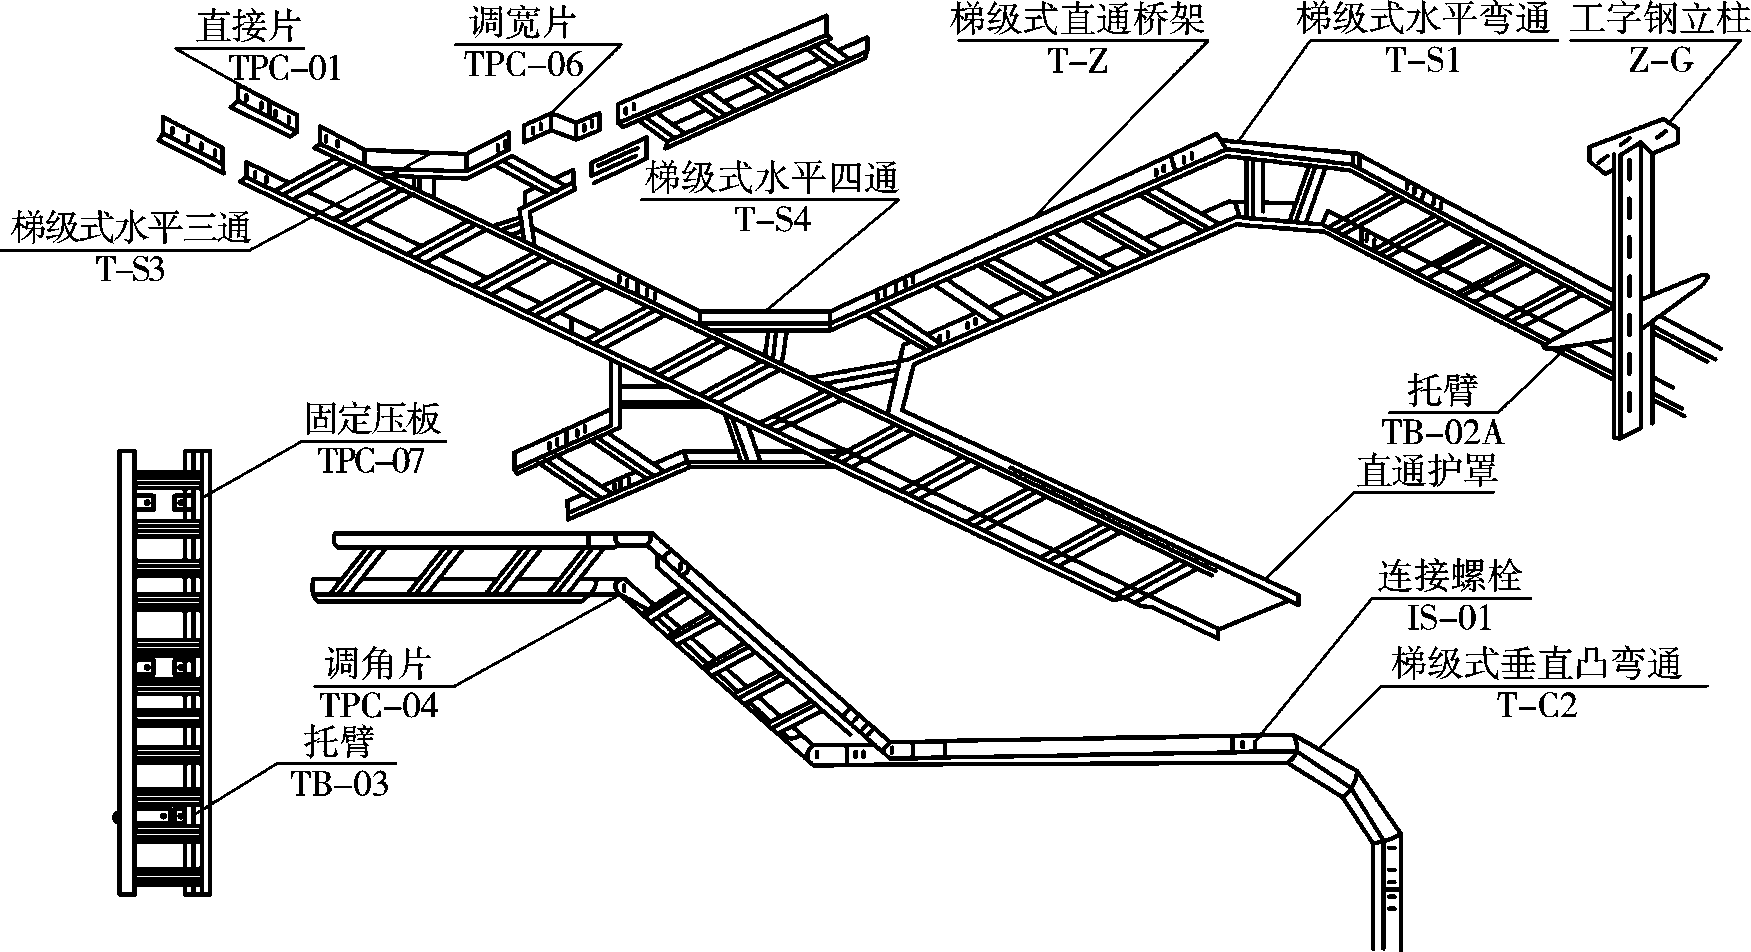 直接片
TPC-01
调宽片
TPC-06
梯级式直通桥架
T-Z
梯级式水平弯通
T-S1
工字钢立柱
Z-G
梯级式水平四通
T-S4
梯级式水平三通
T-S3
托臂
TB-02A
直通护罩
固定压板
TPC-07
连接螺栓
IS-01
调角片
TPC-04
梯级式垂直凸弯通
T-C2
托臂
TB-03